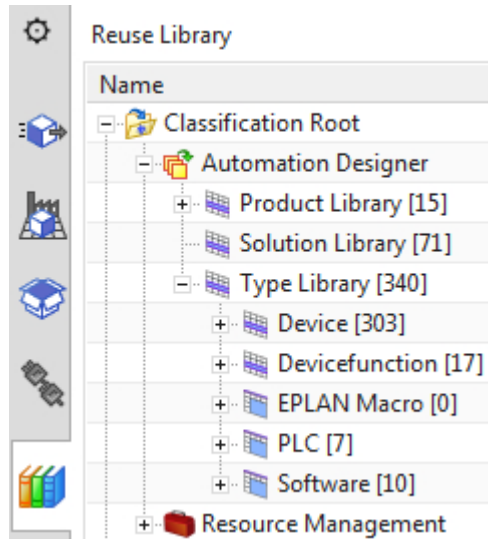 Reuse Library
Name
Classification Root
Automation Designer
Product Library [15]
Solution Library [71]
Type Library [340]
Device [303]
Devicefunction [17]
EPLAN Macro [0]
PLC [7]
Software [10]
Resource Management